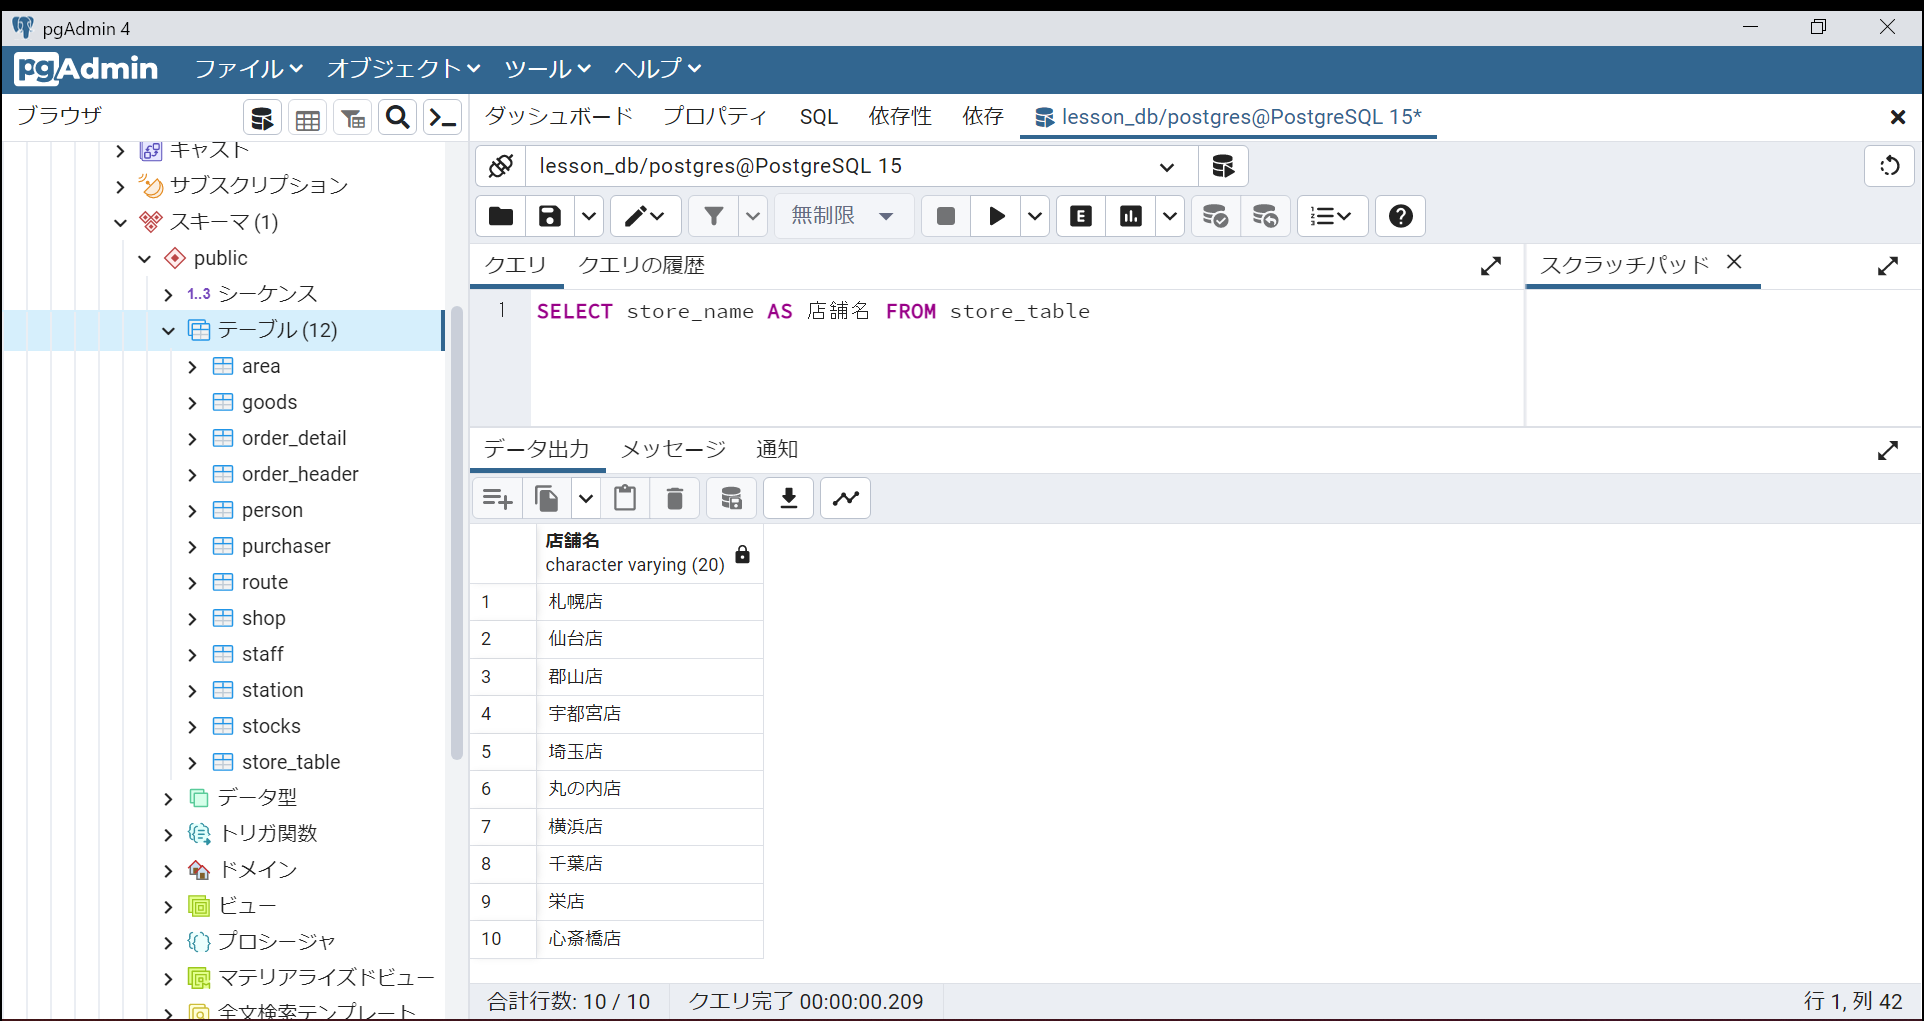 pgAdmin 4
pgAdmin ファイル オブジェクト ツール ヘルプ
ブラウザ
キャスト
サブスクリプション
スキーマ (1)
public
1..3 シーケンス
テーブル (12)
area
goods
order_detail
order_header
person
purchaser
route
shop
staff
station
stocks
store_table
データ型
トリガ関数
ドメイン
ビュー
プロシージャ
マテリアライズドビュー
全文検索テンプレート
ダッシュボード プロパティ SQL 依存性 依存 lesson_db/postgres@PostgreSQL 15*
lesson_db/postgres@PostgreSQL 15
無制限
E
クエリ クエリの履歴
スクラッチパッド
1 SELECT store_name AS 店舗名 FROM store_table
データ出力 メッセージ 通知
店舗名
character varying (20)
1 札幌店
2 仙台店
3 郡山店
4 宇都宮店
5 埼玉店
6 丸の内店
7 横浜店
8 千葉店
9 栄店
10 心斎橋店
合計行数: 10 / 10 クエリ完了 00:00:00.209 行 1, 列 42